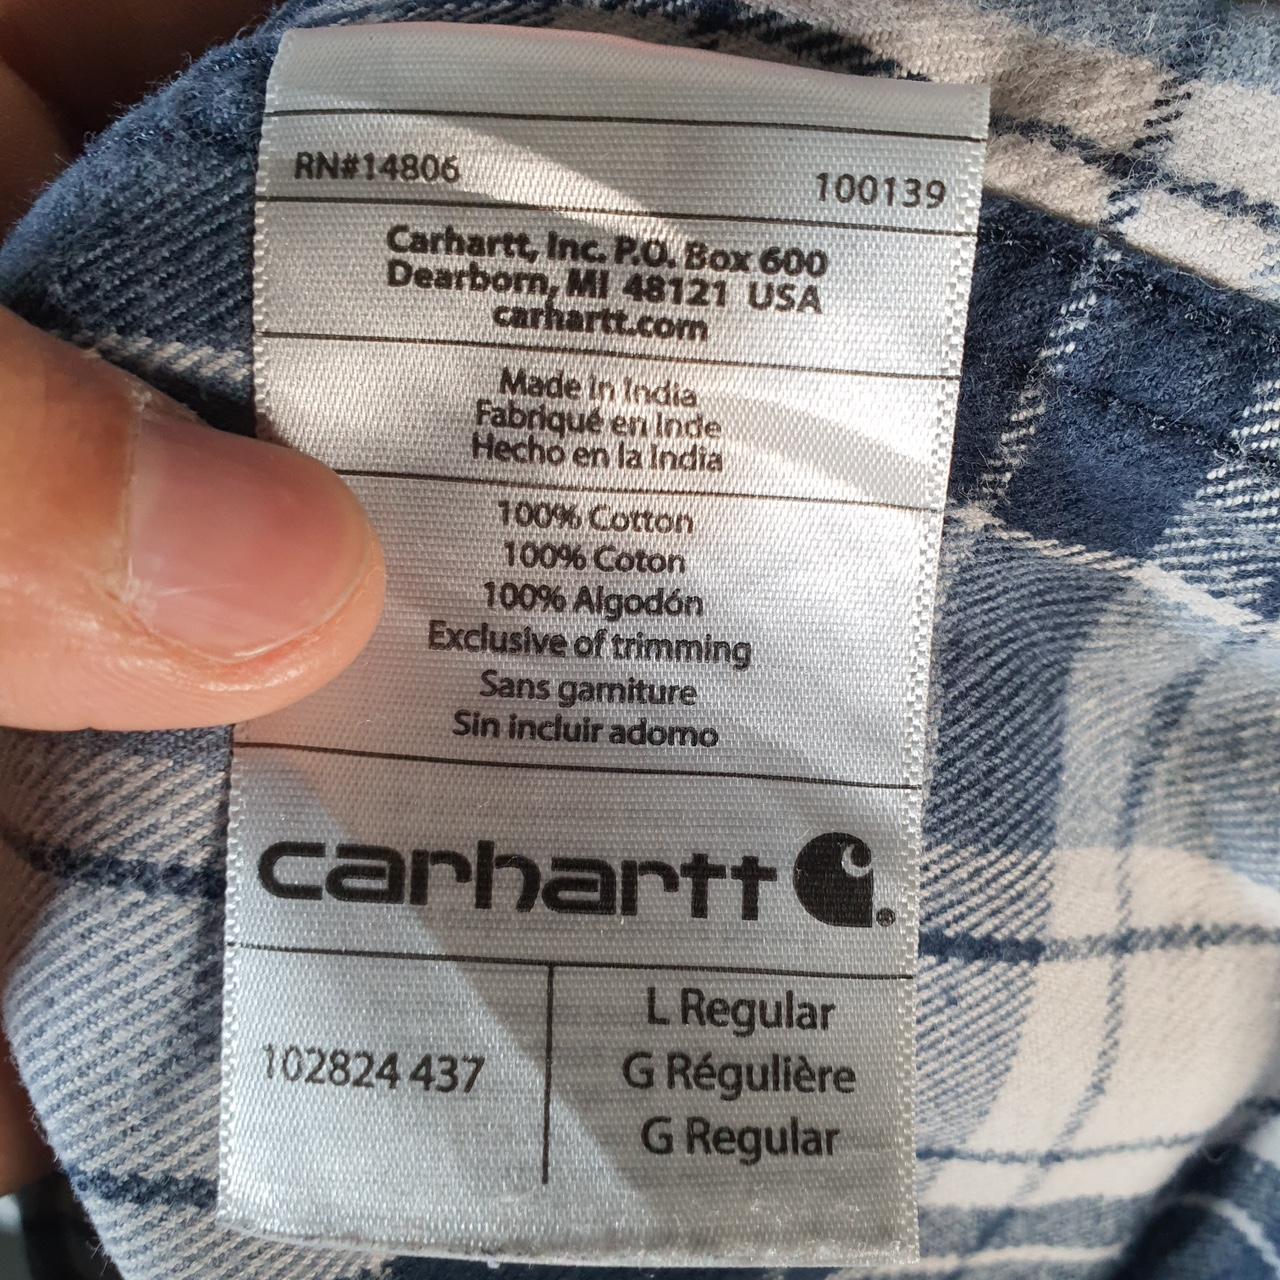 RN#14806 100139
Carhartt, Inc. P.O. Box 600
Dearborn, MI 48121 USA
carhartt.com
Made in India
Fabriqué en Inde
Hecho en la India
100% Cotton
100% Coton
100% Algodón
Exclusive of trimming
Sans garniture
Sin incluir adorno
carhartt ®
102824 437
L Regular
G Régulière
G Regular